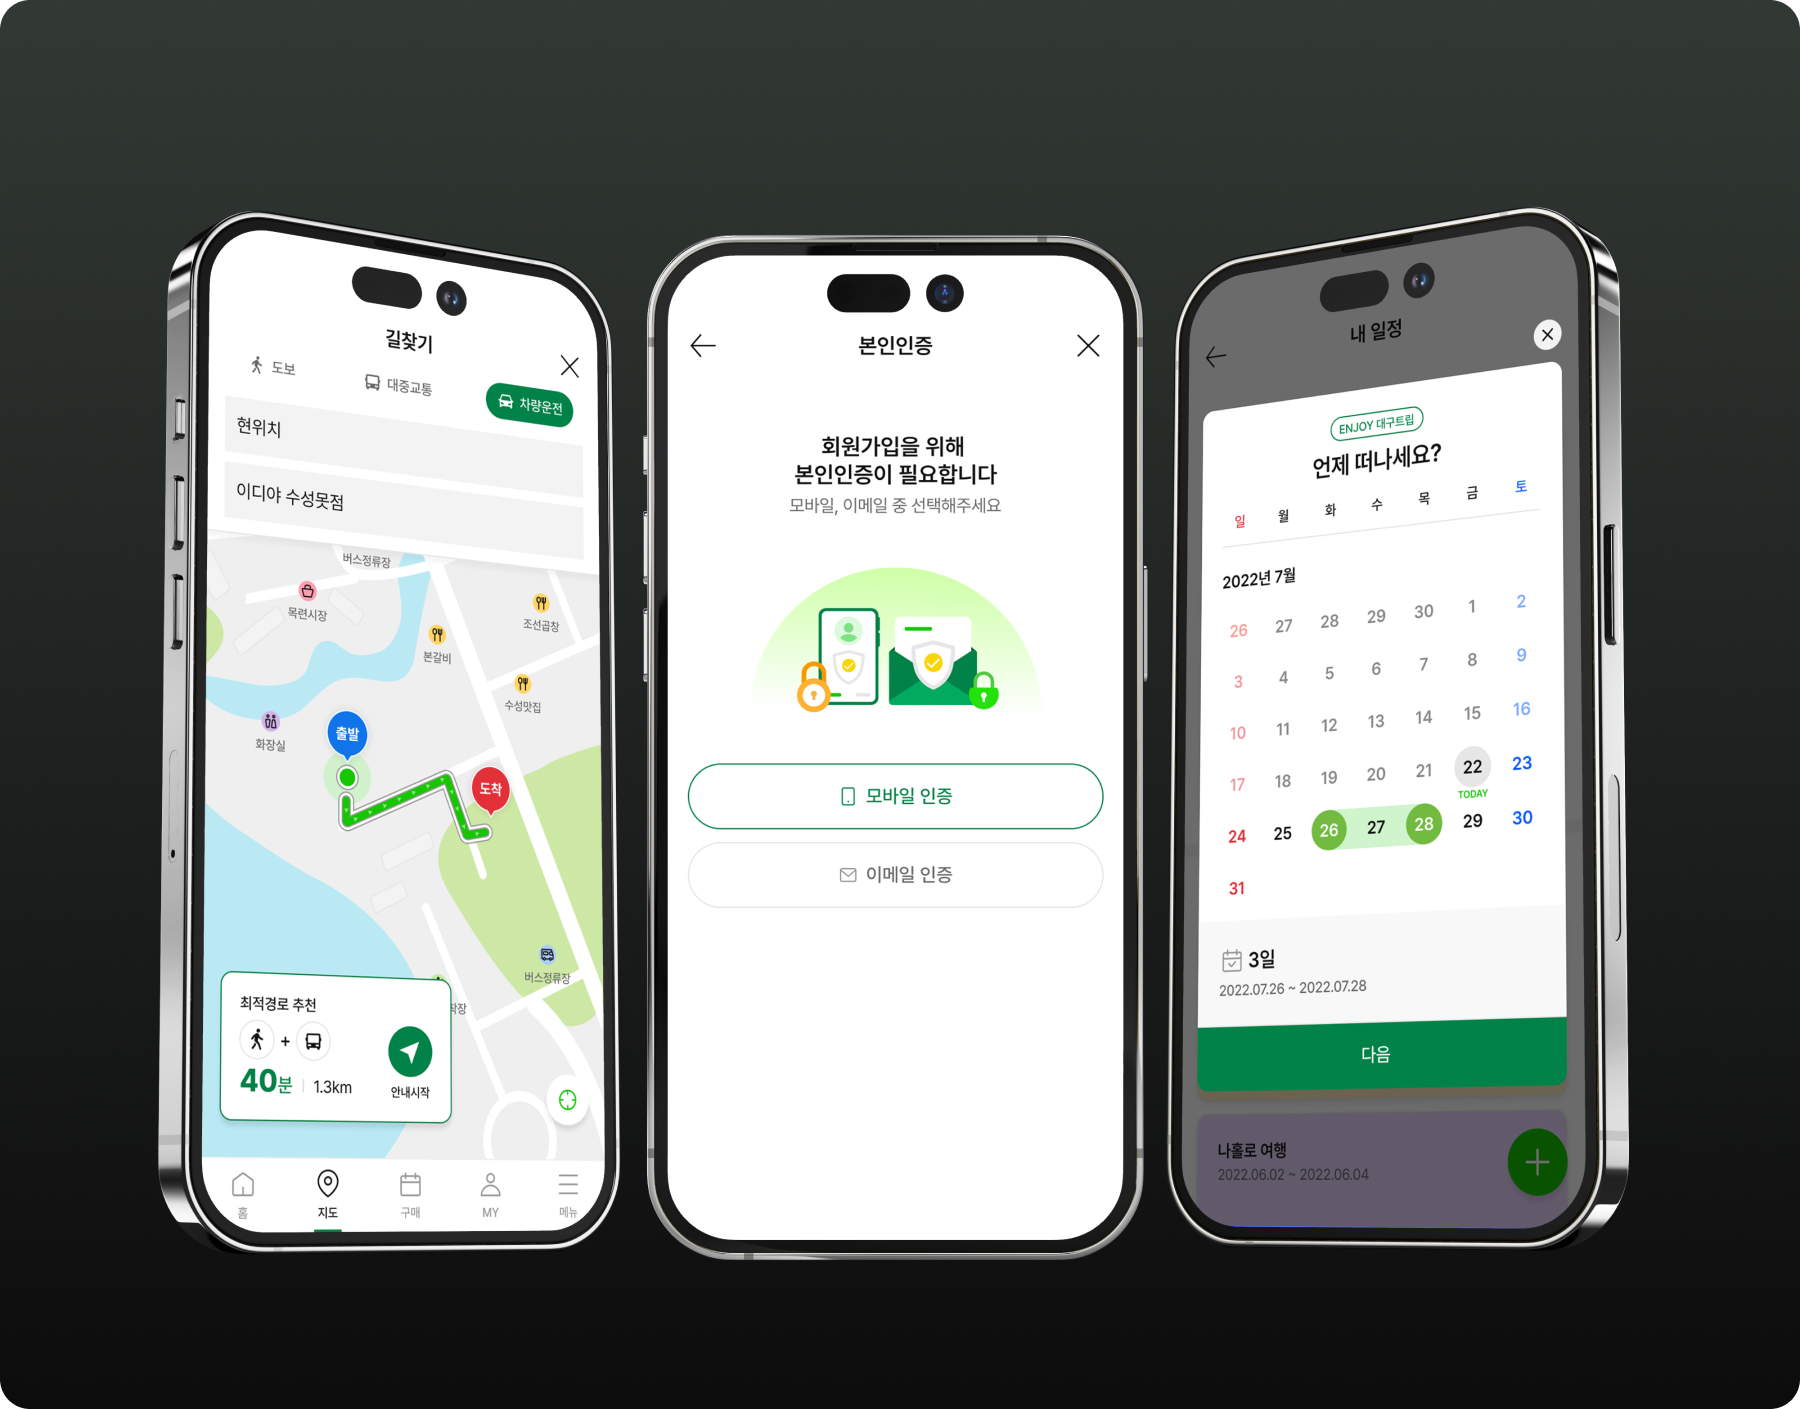 길찾기
도보
대중교통
차량운전
현위치
이디야 수성못점
버스정류장
목련시장
조선곱창
본갈비
수성맛집
화장실
출발
도착
버스정류장
최적경로 추천
+
40분 | 1.3km
안내시작
홈
지도
구매
MY
메뉴
본인인증
회원가입을 위해
본인인증이 필요합니다
모바일, 이메일 중 선택해주세요
모바일 인증
이메일 인증
내 일정
ENJOY 대구트립
언제 떠나세요?
일 월 화 수 목 금 토
2022년 7월
26 27 28 29 30 1 2
3 4 5 6 7 8 9
10 11 12 13 14 15 16
17 18 19 20 21 22 23
TODAY
24 25 26 27 28 29 30
31
3일
2022.07.26 ~ 2022.07.28
다음
나홀로 여행
2022.06.02 ~ 2022.06.04